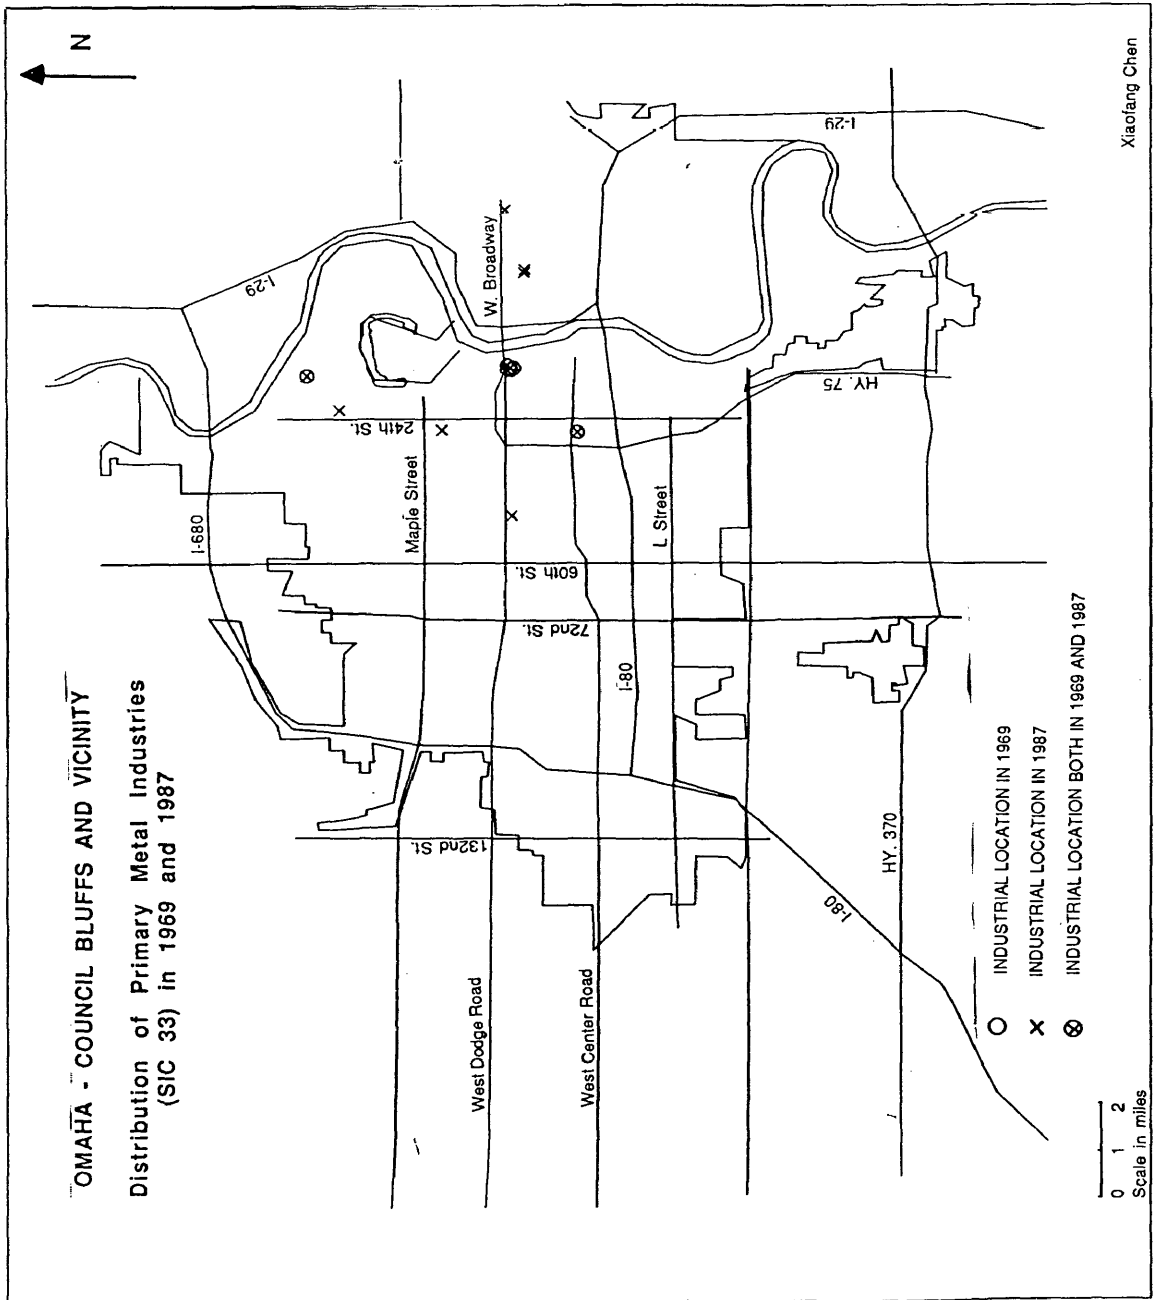 OMAHA - COUNCIL BLUFFS AND VICINITY
Distribution of Primary Metal Industries
(SIC 33) in 1969 and 1987
N
I-680
I-29
Maple Street
24th St.
W. Broadway
60th St.
72nd St.
132nd St.
West Dodge Road
West Center Road
I-80
L Street
I-29
HY. 75
I-80
HY. 370
INDUSTRIAL LOCATION IN 1969
INDUSTRIAL LOCATION IN 1987
INDUSTRIAL LOCATION BOTH IN 1969 AND 1987
0 1 2
Scale in miles
Xiaofang Chen